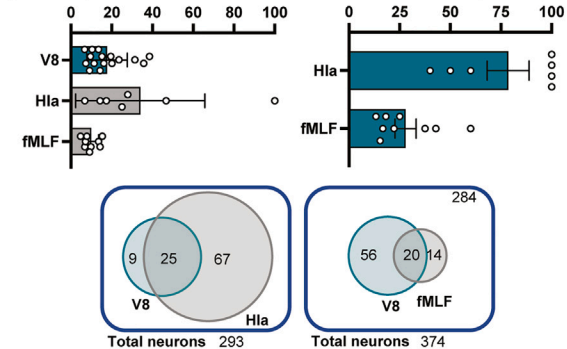 0 20 40 60 80 100
V8
Hla
fMLF
0 25 50 75 100
Hla
fMLF
9 25 67
V8
Hla
Total neurons 293
284
56 20 14
V8 fMLF
Total neurons 374